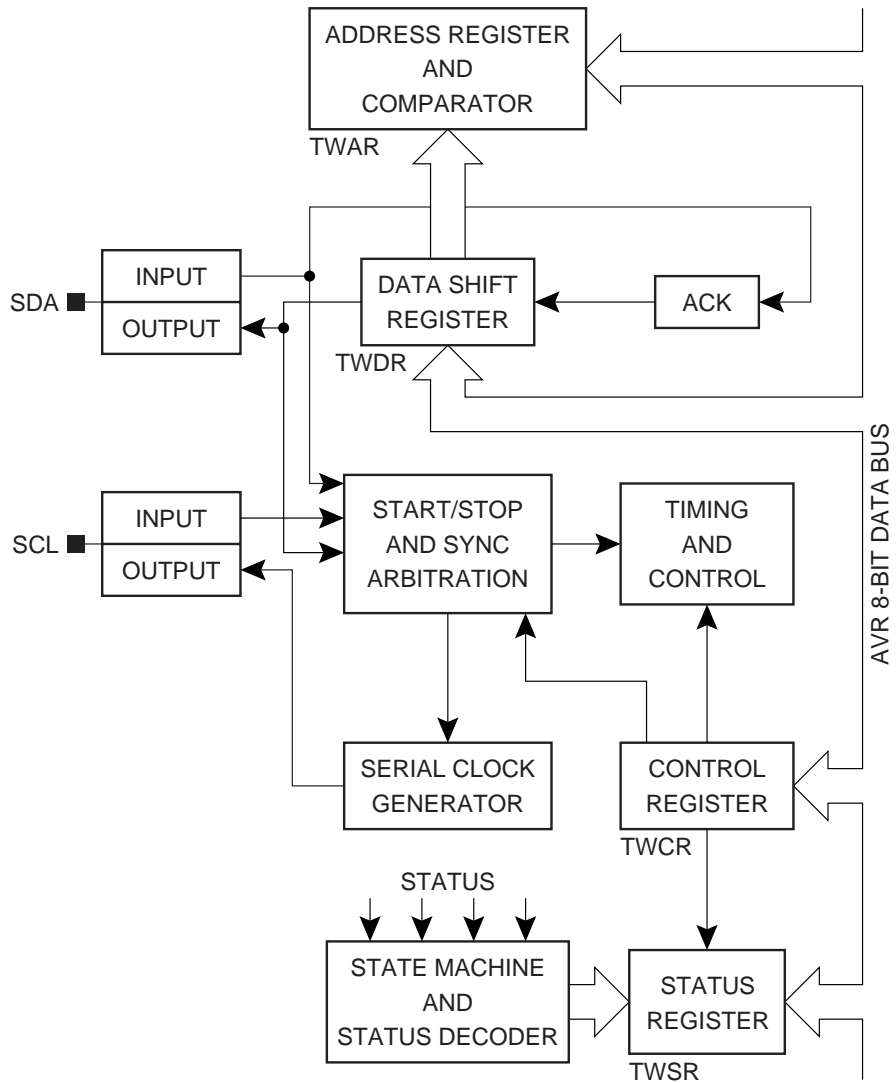 ADDRESS REGISTER
AND
COMPARATOR
TWAR
SDA
INPUT
OUTPUT
DATA SHIFT
REGISTER
TWDR
ACK
SCL
INPUT
OUTPUT
START/STOP
AND SYNC
ARBITRATION
TIMING
AND
CONTROL
AVR 8-BIT DATA BUS
SERIAL CLOCK
GENERATOR
CONTROL
REGISTER
TWCR
STATUS
STATE MACHINE
AND
STATUS DECODER
STATUS
REGISTER
TWSR